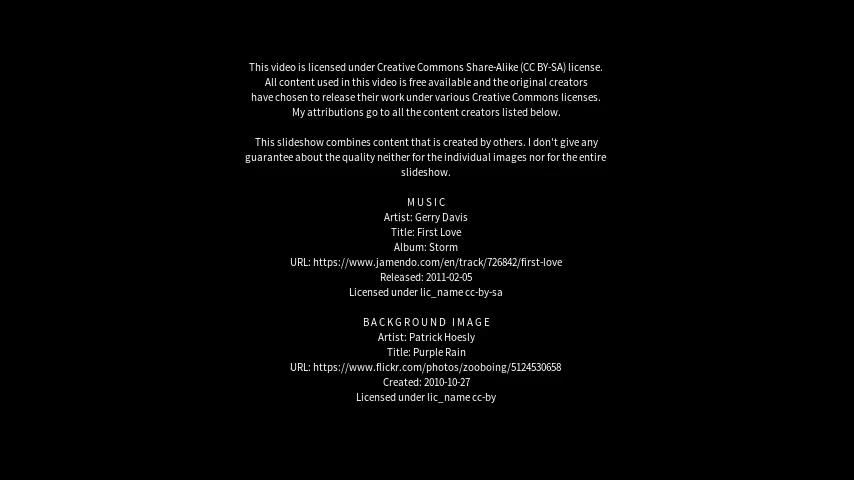 This video is licensed under Creative Commons Share-Alike (CC BY-SA) license.
All content used in this video is free available and the original creators
have chosen to release their work under various Creative Commons licenses.
My attributions go to all the content creators listed below.
This slideshow combines content that is created by others. I don't give any
guarantee about the quality neither for the individual images nor for the entire
slideshow.
MUSIC
Artist: Gerry Davis
Title: First Love
Album: Storm
URL: https://www.jamendo.com/en/track/726842/first-love
Released: 2011-02-05
Licensed under lic_name cc-by-sa
BACKGROUND IMAGE
Artist: Patrick Hoesly
Title: Purple Rain
URL: https://www.flickr.com/photos/zooboing/5124530658
Created: 2010-10-27
Licensed under lic_name cc-by